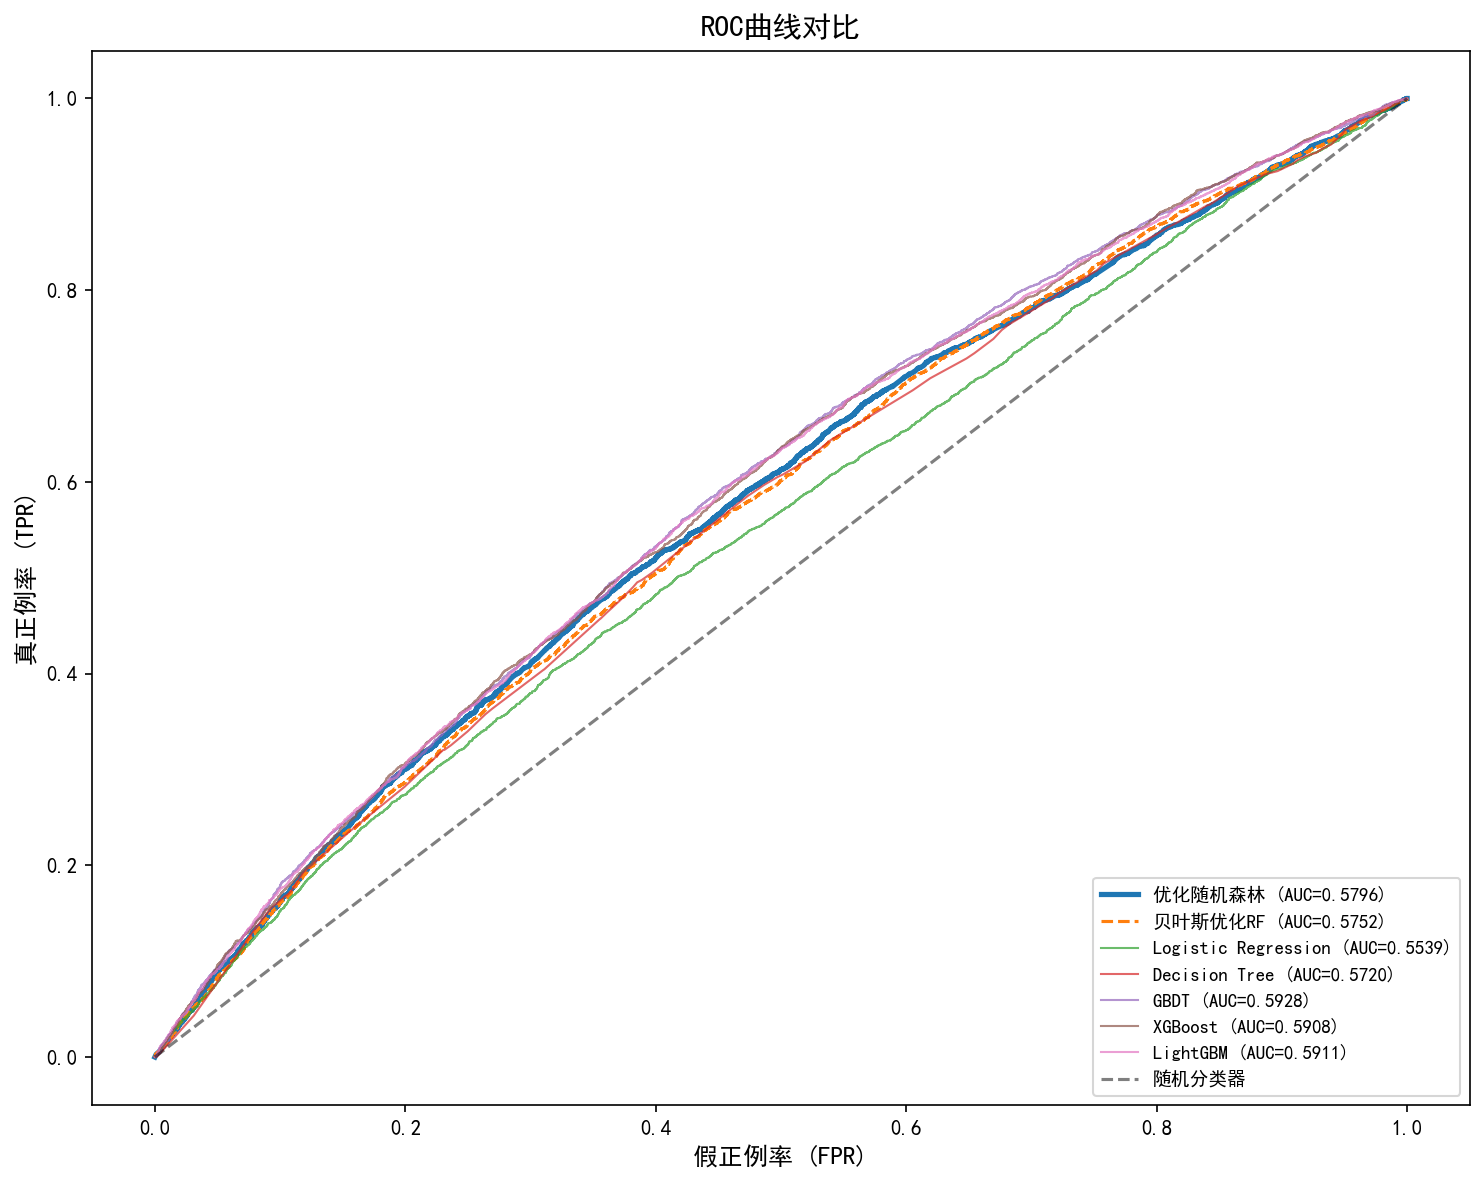 ROC曲线对比
真正例率 (TPR)
1.0
0.8
0.6
0.4
0.2
0.0
优化随机森林 (AUC=0.5796)
贝叶斯优化RF (AUC=0.5752)
Logistic Regression (AUC=0.5539)
Decision Tree (AUC=0.5720)
GBDT (AUC=0.5928)
XGBoost (AUC=0.5908)
LightGBM (AUC=0.5911)
随机分类器
0.0 0.2 0.4 0.6 0.8 1.0
假正例率 (FPR)